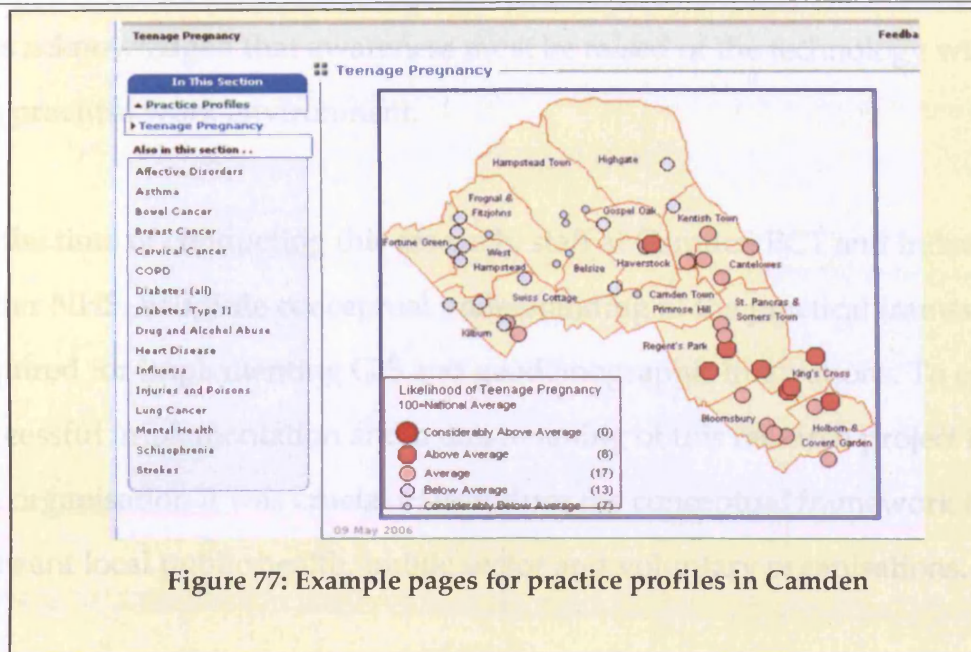 Teenage Pregnancy
Feedba
In This Section
Practice Profiles
Teenage Pregnancy
Also in this section . .
Affective Disorders
Asthma
Bowel Cancer
Breast Cancer
Cervical Cancer
COPD
Diabetes (all)
Diabetes Type I
Drug and Alcohol Abuse
Heart Disease
Influenza
Injuries and Poisons
Lung Cancer
Mental Health
Schizophrenia
Strokes
Teenage Pregnancy
Hampstead Town
Highgate
Frognal &
Fitzjohns
Gospel Oak
Kentish Town
Fortune Green
West
Hampstead
Haverstock
Cantelowes
Belsize
Swiss Cottage
Camden Town
Primrose Hill
St. Pancras &
Somers Town
Kilburn
Regent's Park
King's Cross
Bloomsbury
Holborn &
Covent Garden
Likelihood of Teenage Pregnancy
100=National Average
Considerably Above Average (0)
Above Average
Average (17)
Below Average (13)
Considerably Below Average (7)
09 May 2006
Figure 77: Example pages for practice profiles in Camden